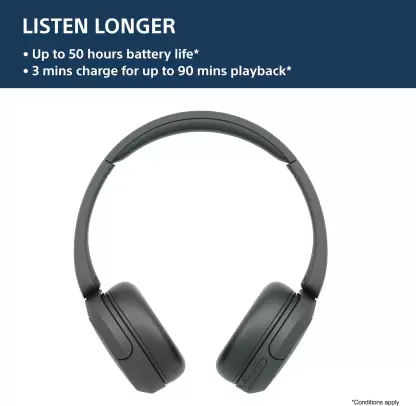 LISTEN LONGER
• Up to 50 hours battery life*
• 3 mins charge for up to 90 mins playback*
*Conditions apply